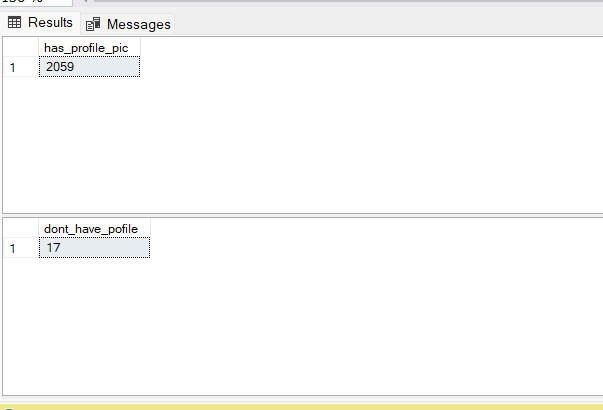 Results Messages
has_profile_pic
1 2059
dont_have_pofile
1 17